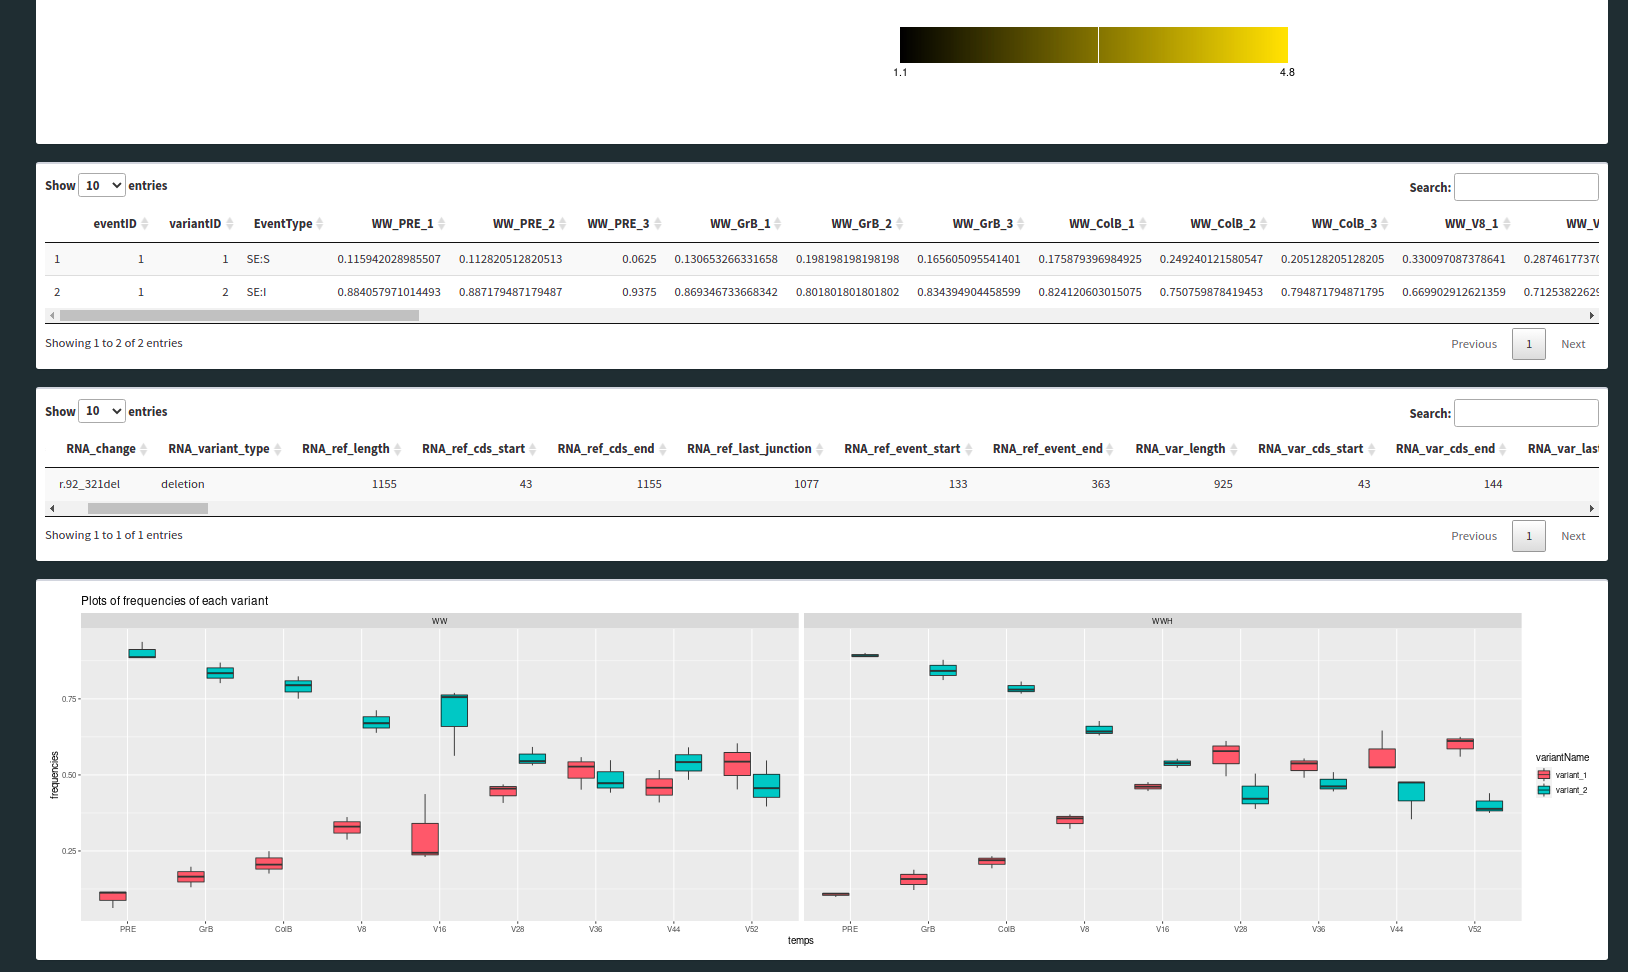 1.1 4.8
Show 10 entries Search:
eventID variantID EventType WW_PRE_1 WW_PRE_2 WW_PRE_3 WW_GrB_1 WW_GrB_2 WW_GrB_3 WW_ColB_1 WW_ColB_2 WW_ColB_3 WW_V8_1 WW_V
1 1 1 SE:S 0.115942028985507 0.112820512820513 0.0625 0.130653266331658 0.198198198198198 0.165605095541401 0.175879396984925 0.249240121580547 0.205128205128205 0.330097087378641 0.28746177370
2 1 2 SE:I 0.884057971014493 0.887179487179487 0.9375 0.869346733668342 0.801801801801802 0.834394904458599 0.824120603015075 0.750759878419453 0.794871794871795 0.669902912621359 0.71253822629
Showing 1 to 2 of 2 entries Previous 1 Next
Show 10 entries Search:
RNA_change RNA_variant_type RNA_ref_length RNA_ref_cds_start RNA_ref_cds_end RNA_ref_last_junction RNA_ref_event_start RNA_ref_event_end RNA_var_length RNA_var_cds_start RNA_var_cds_end RNA_var_las
r.92_321del deletion 1155 43 1155 1077 133 363 925 43 144
Showing 1 to 1 of 1 entries Previous 1 Next
Plots of frequencies of each variant
WW WWH
0.75
0.50
0.25
frequencies
variantName
variant_1
variant_2
PRE GrB ColB V8 V16 V28 V36 V44 V52 PRE GrB ColB V8 V16 V28 V36 V44 V52
temps